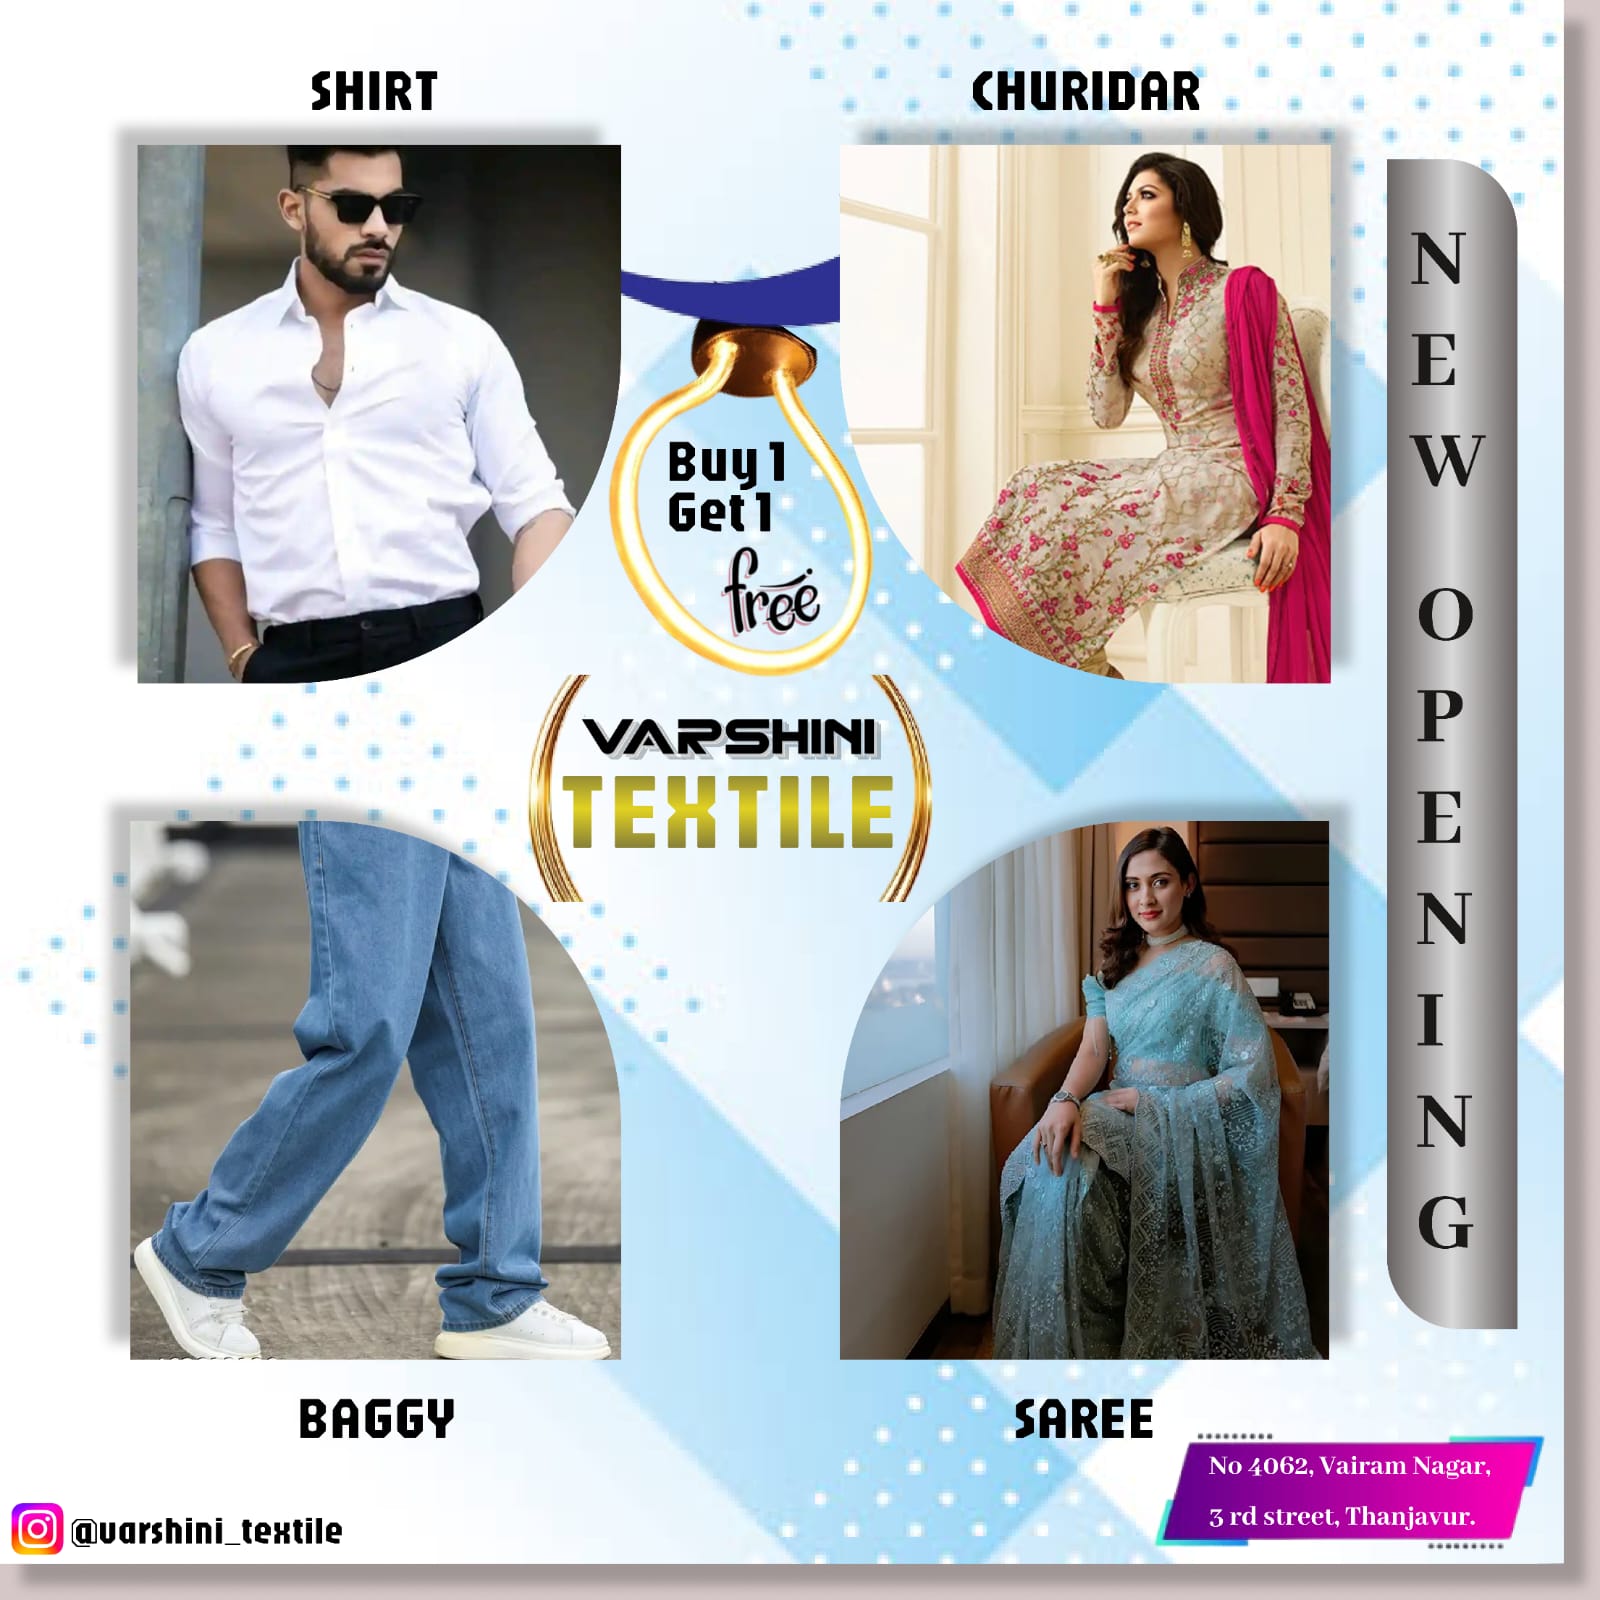 SHIRT
CHURIDAR
Buy 1
Get 1
free
VARSHINI
TEXTILE
NEW OPENING
BAGGY
SAREE
No 4062, Vairam Nagar,
3 rd street, Thanjavur.
@varshini_textile